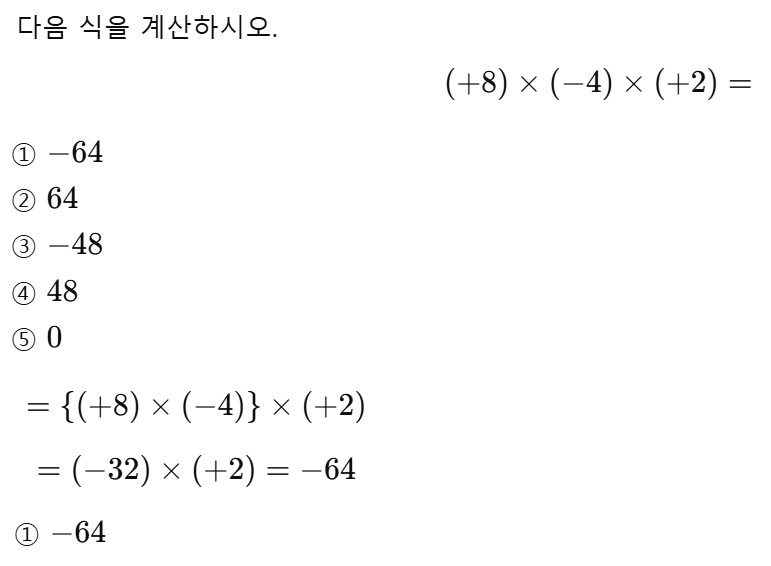 다음 식을 계산하시오.
(+8) × (−4) × (+2) =
① −64
② 64
③ −48
④ 48
⑤ 0
= {(+8) × (−4)} × (+2)
= (−32) × (+2) = −64
① −64